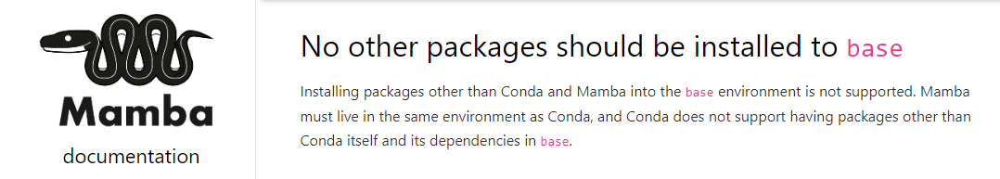 Mamba
documentation
No other packages should be installed to base
Installing packages other than Conda and Mamba into the base environment is not supported. Mamba
must live in the same environment as Conda, and Conda does not support having packages other than
Conda itself and its dependencies in base.